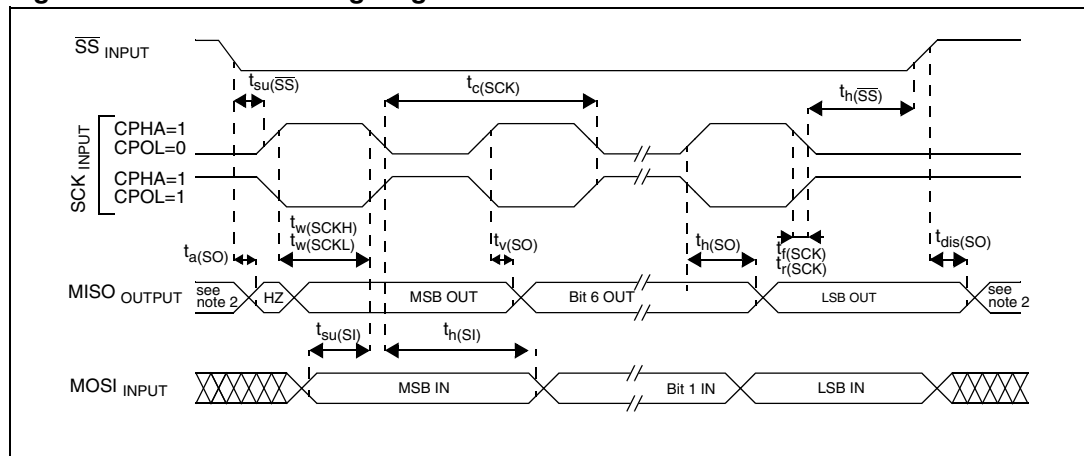 SS INPUT
tsu(SS)
tc(SCK)
th(SS)
SCK INPUT
CPHA=1
CPOL=0
CPHA=1
CPOL=1
ta(SO)
tw(SCKH)
tw(SCKL)
tv(SO)
th(SO)
tf(SCK)
tr(SCK)
tdis(SO)
MISO OUTPUT
see
note 2
HZ
MSB OUT
Bit 6 OUT
LSB OUT
see
note 2
tsu(SI)
th(SI)
MOSI INPUT
MSB IN
Bit 1 IN
LSB IN